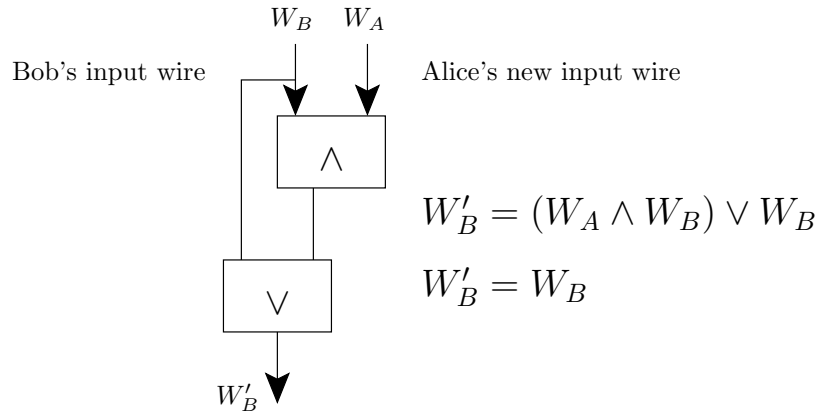 W_B W_A
Bob's input wire
Alice's new input wire
∧
W'_B = (W_A ∧ W_B) ∨ W_B
W'_B = W_B
∨
W'_B